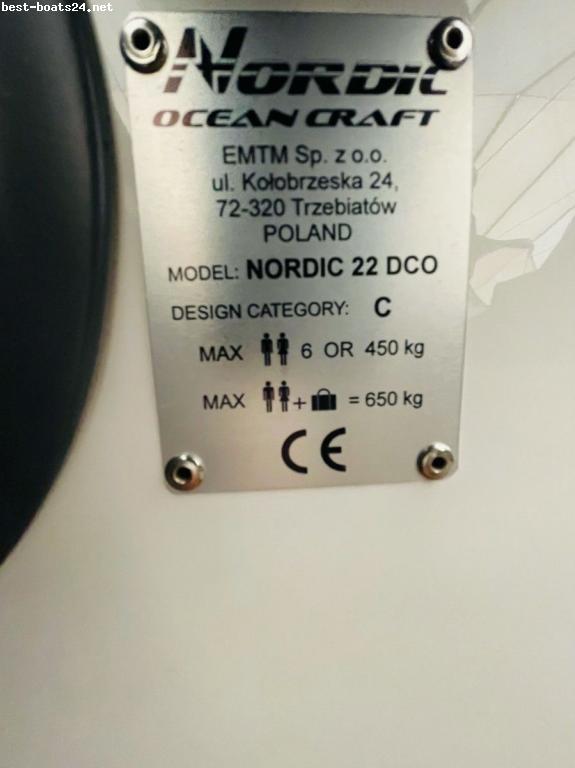 best-boats24.net
NORDIC
OCEAN CRAFT
EMTM Sp. z o.o.
ul. Kołobrzeska 24,
72-320 Trzebiatów
POLAND
MODEL: NORDIC 22 DCO
DESIGN CATEGORY: C
MAX 6 OR 450 kg
MAX + = 650 kg
CE